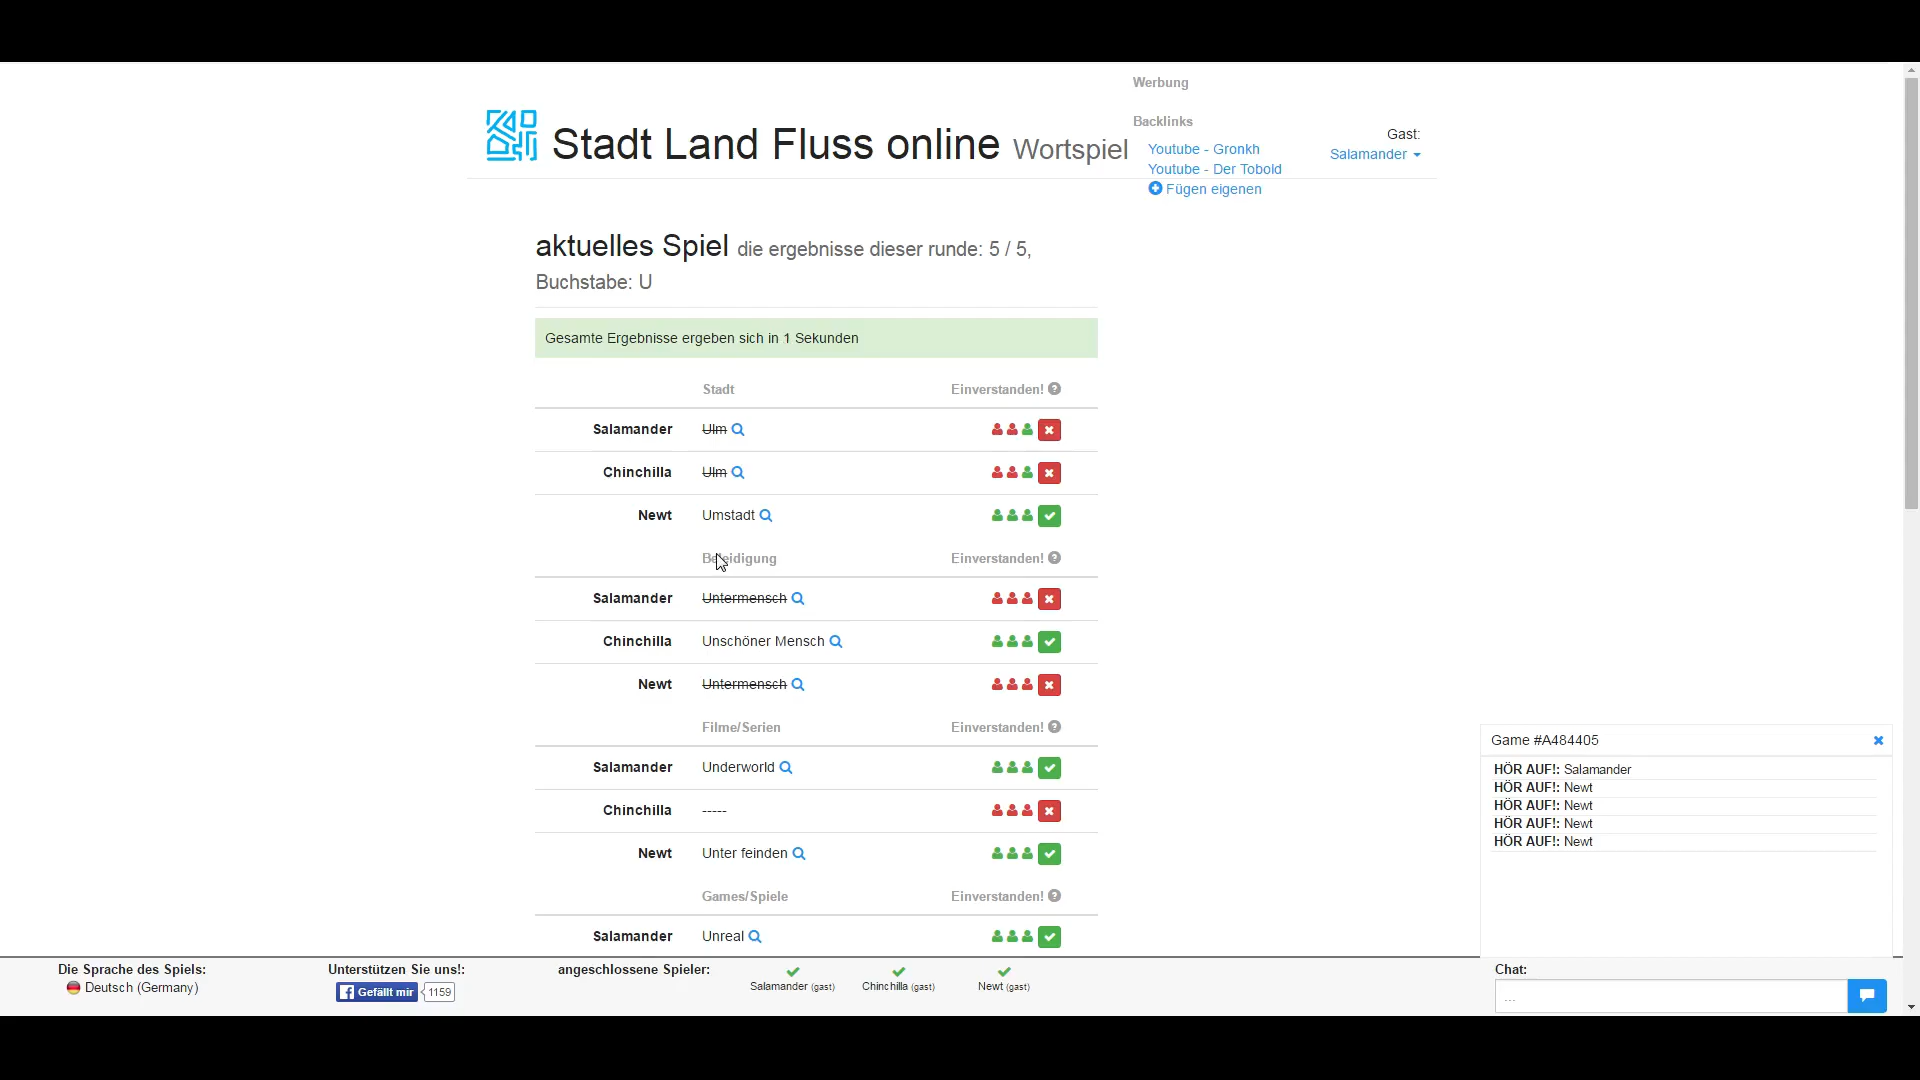 Werbung
Backlinks
Stadt Land Fluss online Wortspiel
Youtube - Gronkh
Youtube - Der Tobold
Fügen eigenen
Gast:
Salamander
aktuelles Spiel die ergebnisse dieser runde: 5 / 5,
Buchstabe: U
Gesamte Ergebnisse ergeben sich in 1 Sekunden
Stadt Einverstanden!
Salamander Ulm
Chinchilla Ulm
Newt Umstadt
Beleidigung Einverstanden!
Salamander Untermensch
Chinchilla Unschöner Mensch
Newt Untermensch
Filme/Serien Einverstanden!
Salamander Underworld
Chinchilla -----
Newt Unter feinden
Games/Spiele Einverstanden!
Salamander Unreal
Game #A484405
HÖR AUF!: Salamander
HÖR AUF!: Newt
HÖR AUF!: Newt
HÖR AUF!: Newt
HÖR AUF!: Newt
Die Sprache des Spiels:
Deutsch (Germany)
Unterstützen Sie uns!:
Gefällt mir 1159
angeschlossene Spieler:
Salamander (gast)
Chinchilla (gast)
Newt (gast)
Chat:
...